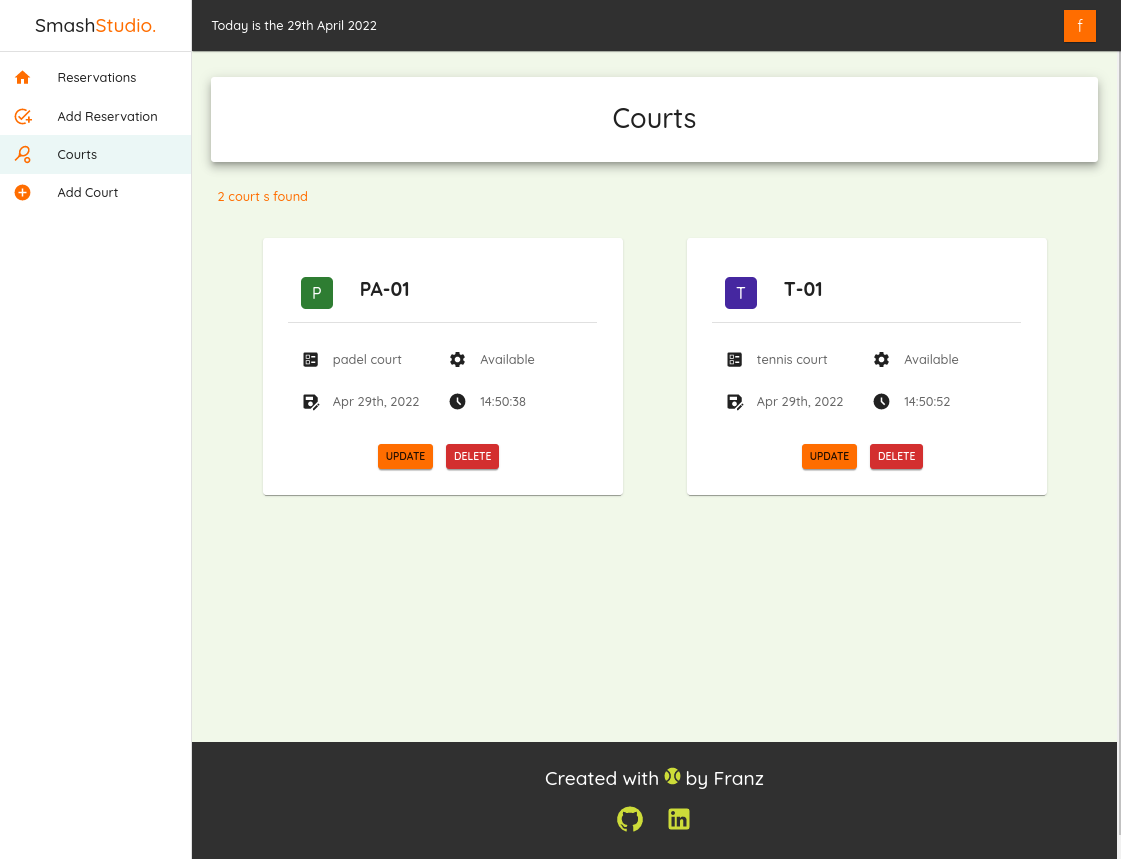 SmashStudio.
Today is the 29th April 2022
f
Reservations
Add Reservation
Courts
Add Court
Courts
2 court s found
P PA-01
padel court Available
Apr 29th, 2022 14:50:38
UPDATE DELETE
T T-01
tennis court Available
Apr 29th, 2022 14:50:52
UPDATE DELETE
Created with by Franz
in